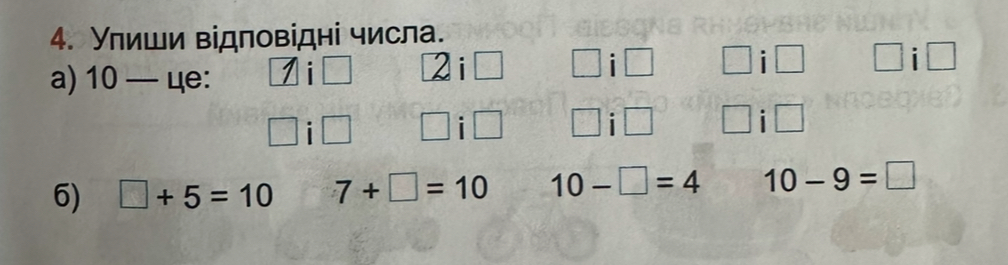 4. Упиши відповідні числа.
а) 10 — це: 1 і □ 2 і □ □ і □ □ і □ □ і □
□ і □ □ і □ □ і □ □ і □
б) □ + 5 = 10 7 + □ = 10 10 – □ = 4 10 – 9 = □